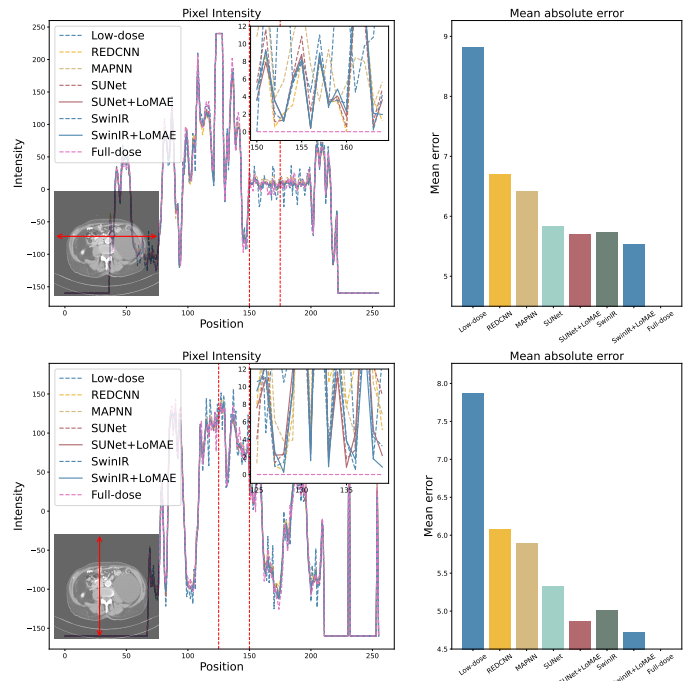 Pixel Intensity
Intensity
250
200
150
100
50
0
−50
−100
−150
Low-dose
REDCNN
MAPNN
SUNet
SUNet+LoMAE
SwinIR
SwinIR+LoMAE
Full-dose
12
10
8
6
4
2
0
150 155 160
0 50 100 150 200 250
Position
Mean absolute error
Mean error
9
8
7
6
5
Low-dose
REDCNN
MAPNN
SUNet
SUNet+LoMAE
SwinIR
SwinIR+LoMAE
Full-dose
Pixel Intensity
Intensity
150
100
50
0
−50
−100
−150
Low-dose
REDCNN
MAPNN
SUNet
SUNet+LoMAE
SwinIR
SwinIR+LoMAE
Full-dose
12
10
8
6
4
2
0
125 130 135
0 50 100 150 200 250
Position
Mean absolute error
Mean error
8.0
7.5
7.0
6.5
6.0
5.5
5.0
4.5
Low-dose
REDCNN
MAPNN
SUNet
SUNet+LoMAE
SwinIR
SwinIR+LoMAE
Full-dose